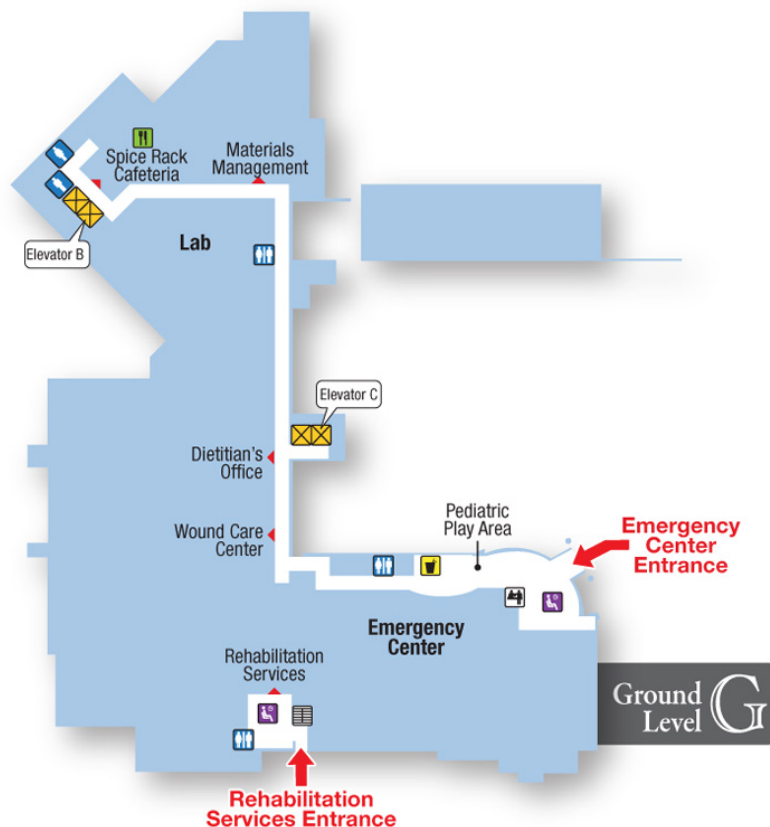 Spice Rack
Cafeteria
Materials
Management
Lab
Elevator B
Elevator C
Dietitian's
Office
Wound Care
Center
Pediatric
Play Area
Emergency
Center
Entrance
Emergency
Center
Rehabilitation
Services
Ground
Level G
Rehabilitation
Services Entrance